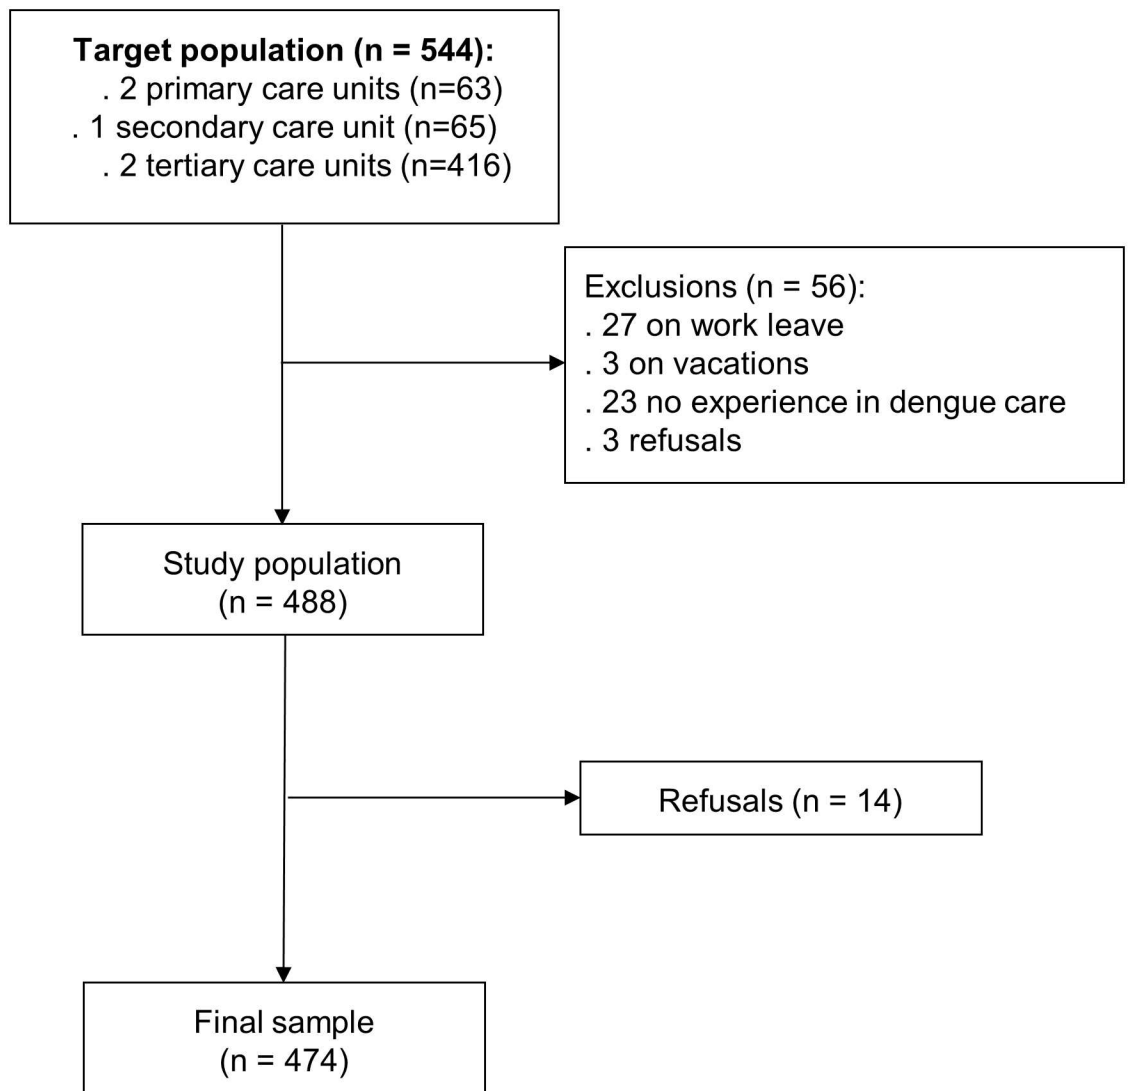 Target population (n = 544):
. 2 primary care units (n=63)
. 1 secondary care unit (n=65)
. 2 tertiary care units (n=416)
Exclusions (n = 56):
. 27 on work leave
. 3 on vacations
. 23 no experience in dengue care
. 3 refusals
Study population
(n = 488)
Refusals (n = 14)
Final sample
(n = 474)